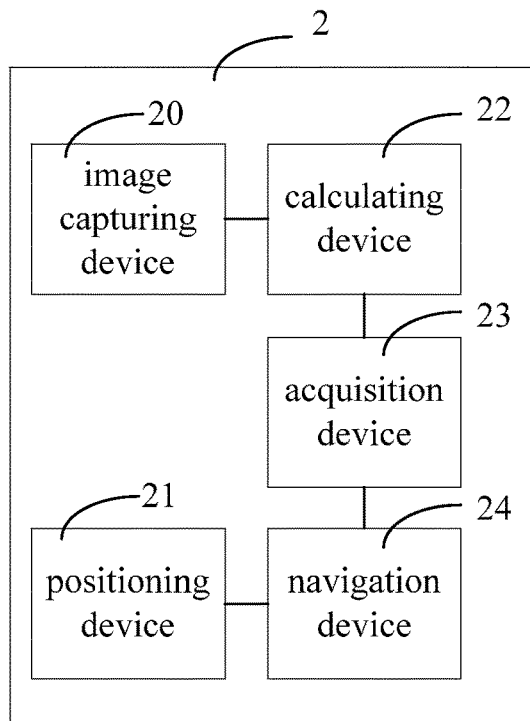 2
20
22
image
capturing
device
calculating
device
23
acquisition
device
21
24
positioning
device
navigation
device